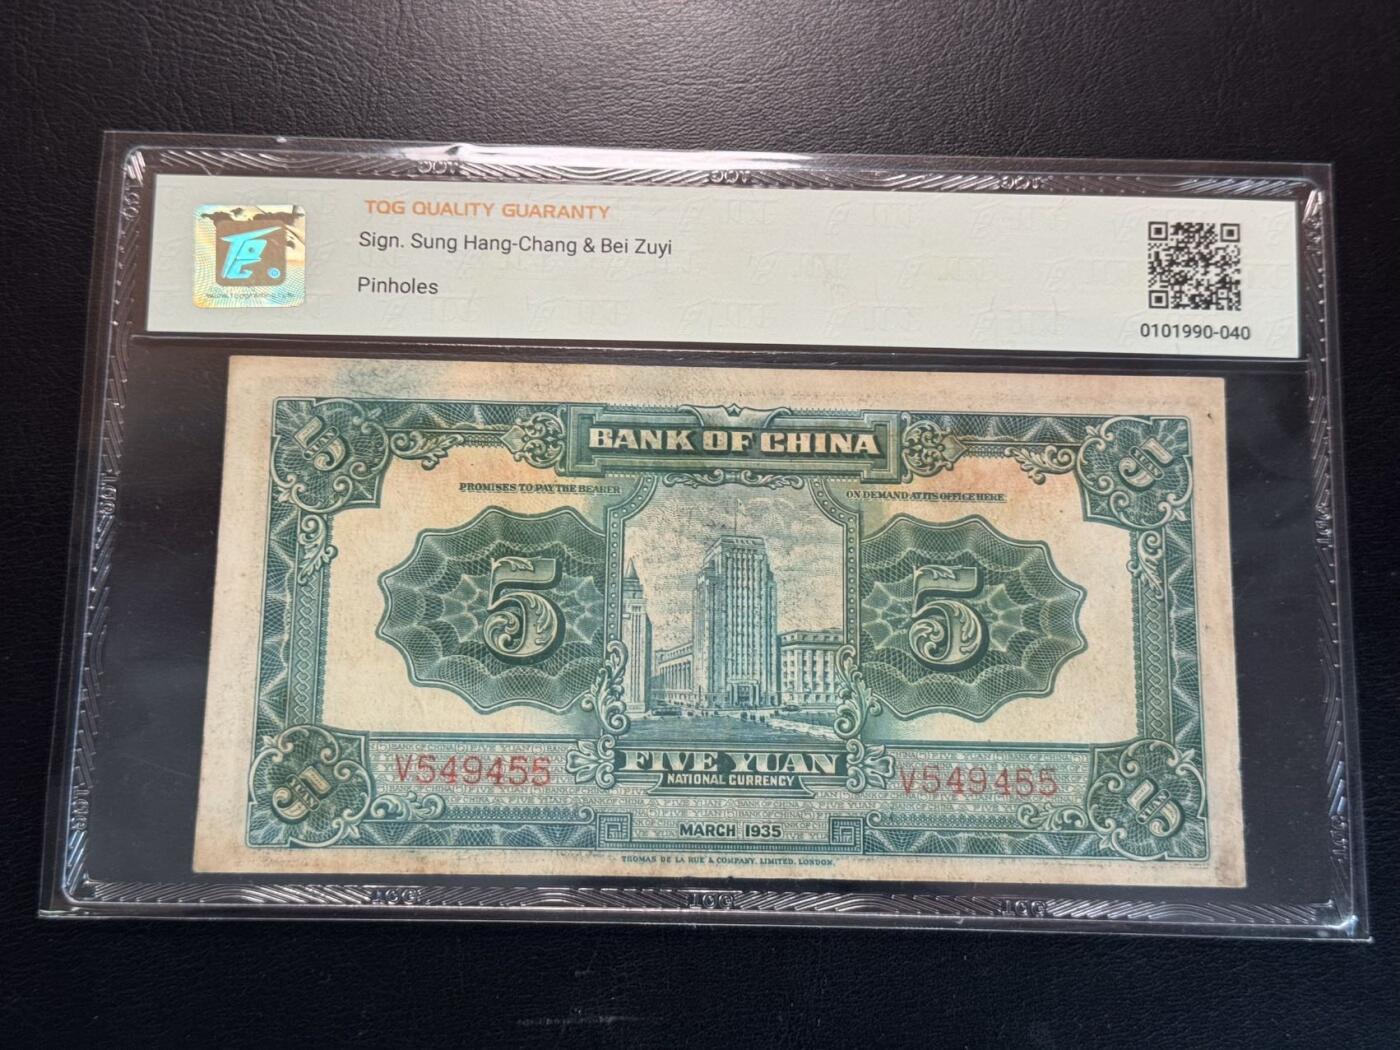 TQG QUALITY GUARANTY
Sign. Sung Hang-Chang & Bei Zuyi
Pinholes
0101990-040
BANK OF CHINA
PROMISES TO PAY THE BEARER
ON DEMAND AT ITS OFFICE HERE
5
5
FIVE YUAN
NATIONAL CURRENCY
V549455
V549455
MARCH 1935
THOMAS DE LA RUE & COMPANY, LIMITED, LONDON.